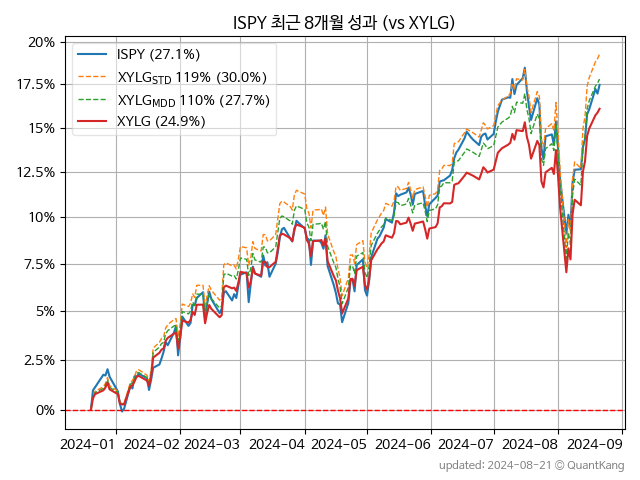 ISPY 최근 8개월 성과 (vs XYLG)
ISPY (27.1%)
XYLG_STD 119% (30.0%)
XYLG_MDD 110% (27.7%)
XYLG (24.9%)
20%
17.5%
15%
12.5%
10%
7.5%
5%
2.5%
0%
2024-01 2024-02 2024-03 2024-04 2024-05 2024-06 2024-07 2024-08 2024-09
updated: 2024-08-21 © QuantKang